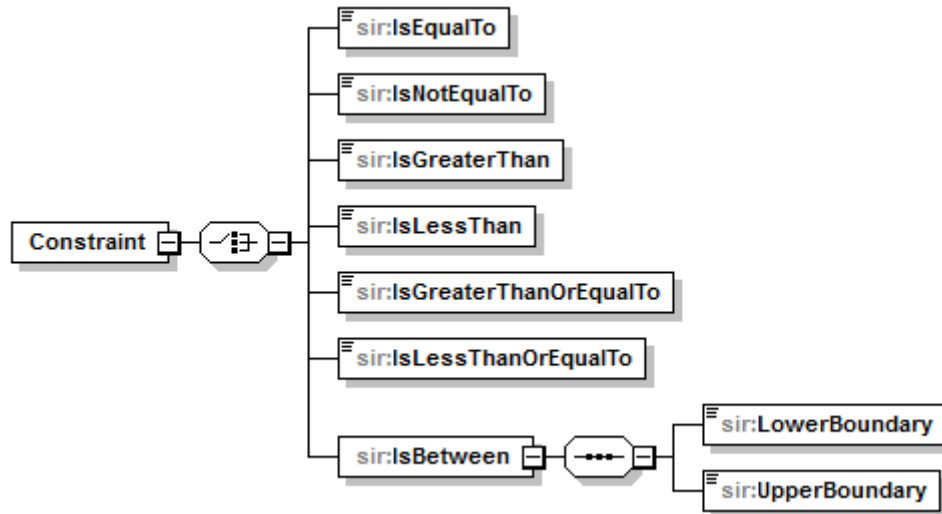 sir:IsEqualTo
sir:IsNotEqualTo
sir:IsGreaterThan
sir:IsLessThan
Constraint
sir:IsGreaterThanOrEqualTo
sir:IsLessThanOrEqualTo
sir:IsBetween
sir:LowerBoundary
sir:UpperBoundary